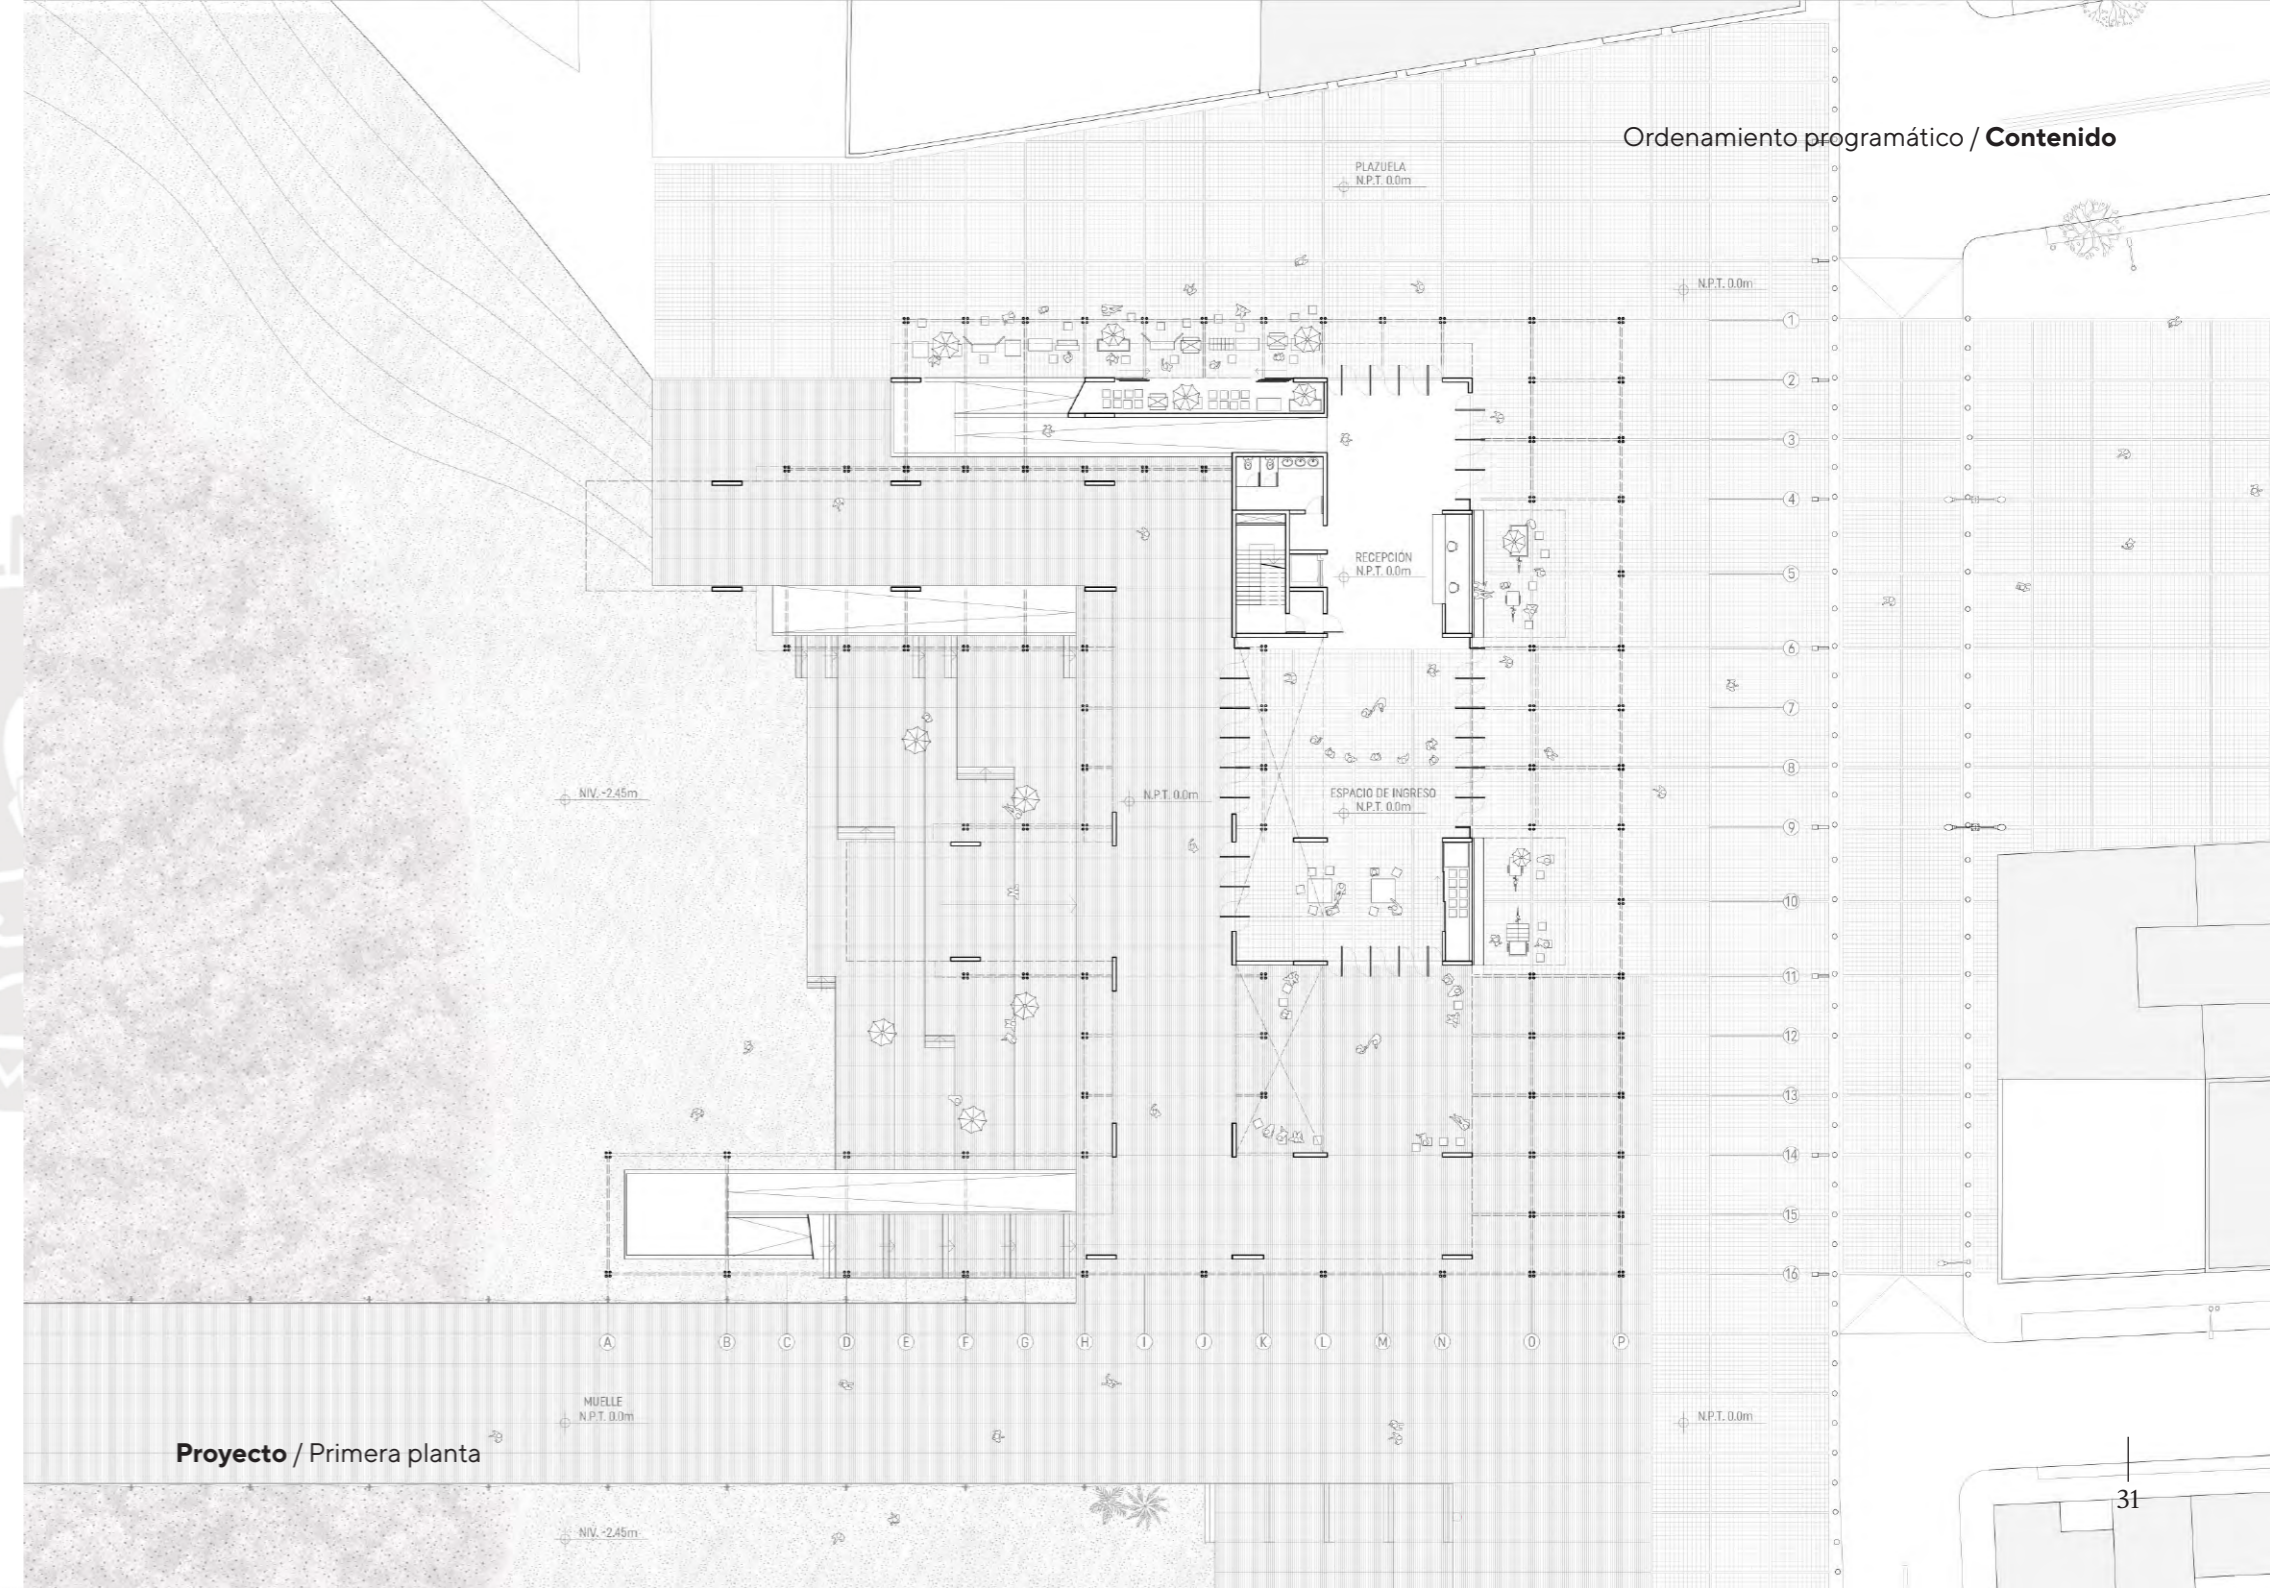 Ordenamiento programático / Contenido
PLAZUELA
N.P.T. 0.0m
N.P.T. 0.0m
1
2
3
4
RECEPCIÓN
N.P.T. 0.0m
5
6
7
8
NIV. -2.45m
N.P.T. 0.0m
ESPACIO DE INGRESO
N.P.T. 0.0m
9
10
11
12
13
14
15
16
A B C D E F G H I J K L M N O P
MUELLE
N.P.T. 0.0m
N.P.T. 0.0m
Proyecto / Primera planta
31
NIV. -2.45m